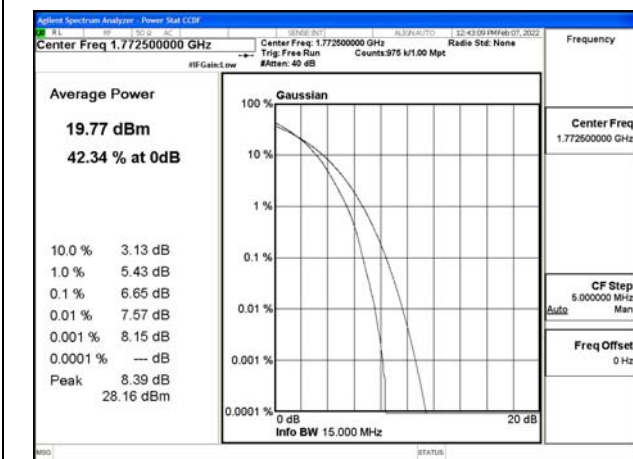 Agilent Spectrum Analyzer - Power Stat CCDF
RL RF 50 Ω AC SENSE:INT ALIGNAUTO 12:43:09 PM Feb 07, 2022
Center Freq 1.772500000 GHz
Center Freq: 1.772500000 GHz Radio Std: None
Trig: Free Run Counts:975 k/1.00 Mpt
#IFGain:Low #Atten: 40 dB
Frequency
Average Power
19.77 dBm
42.34 % at 0dB
10.0 % 3.13 dB
1.0 % 5.43 dB
0.1 % 6.65 dB
0.01 % 7.57 dB
0.001 % 8.15 dB
0.0001 % --- dB
Peak 8.39 dB
28.16 dBm
Gaussian
100 %
10 %
1 %
0.1 %
0.01 %
0.001 %
0.0001 %
0 dB 20 dB
Info BW 15.000 MHz
Center Freq
1.772500000 GHz
CF Step
5.000000 MHz
Auto Man
Freq Offset
0 Hz
MSG STATUS